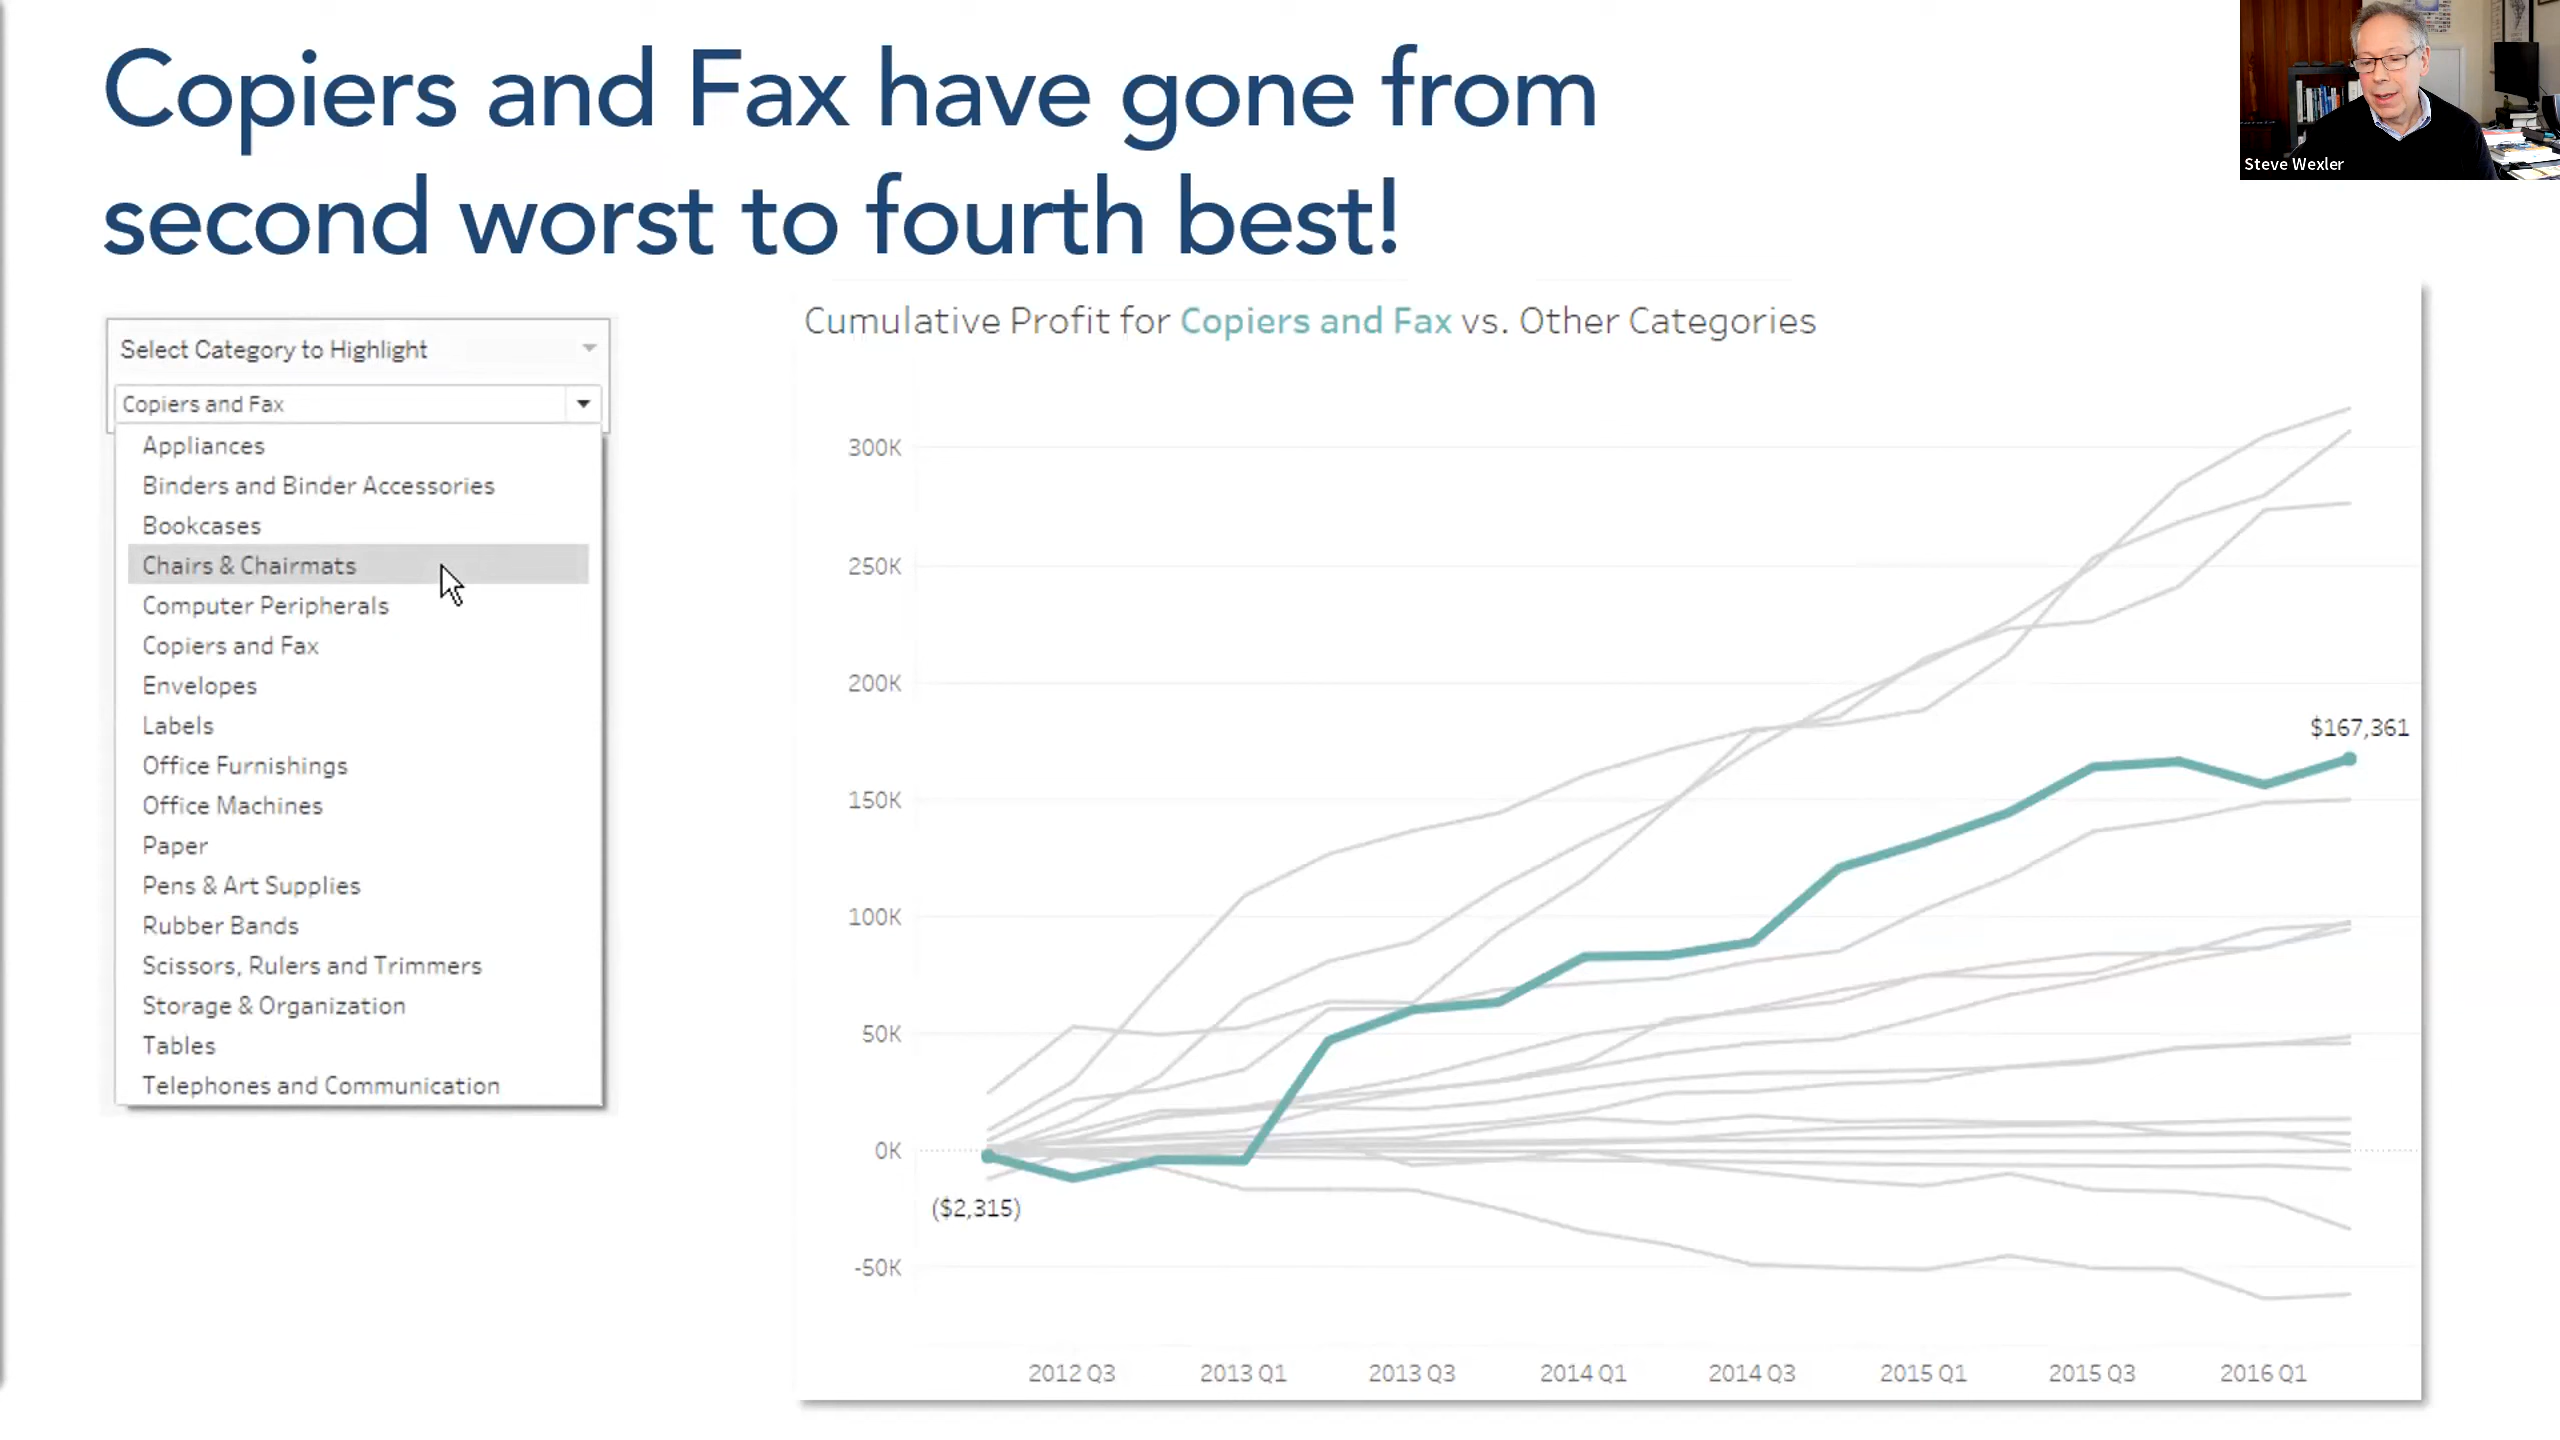 Copiers and Fax have gone from
second worst to fourth best!
Steve Wexler
Select Category to Highlight
Copiers and Fax
Appliances
Binders and Binder Accessories
Bookcases
Chairs & Chairmats
Computer Peripherals
Copiers and Fax
Envelopes
Labels
Office Furnishings
Office Machines
Paper
Pens & Art Supplies
Rubber Bands
Scissors, Rulers and Trimmers
Storage & Organization
Tables
Telephones and Communication
Cumulative Profit for Copiers and Fax vs. Other Categories
300K
250K
200K
150K
100K
50K
0K
-50K
$167,361
($2,315)
2012 Q3 2013 Q1 2013 Q3 2014 Q1 2014 Q3 2015 Q1 2015 Q3 2016 Q1